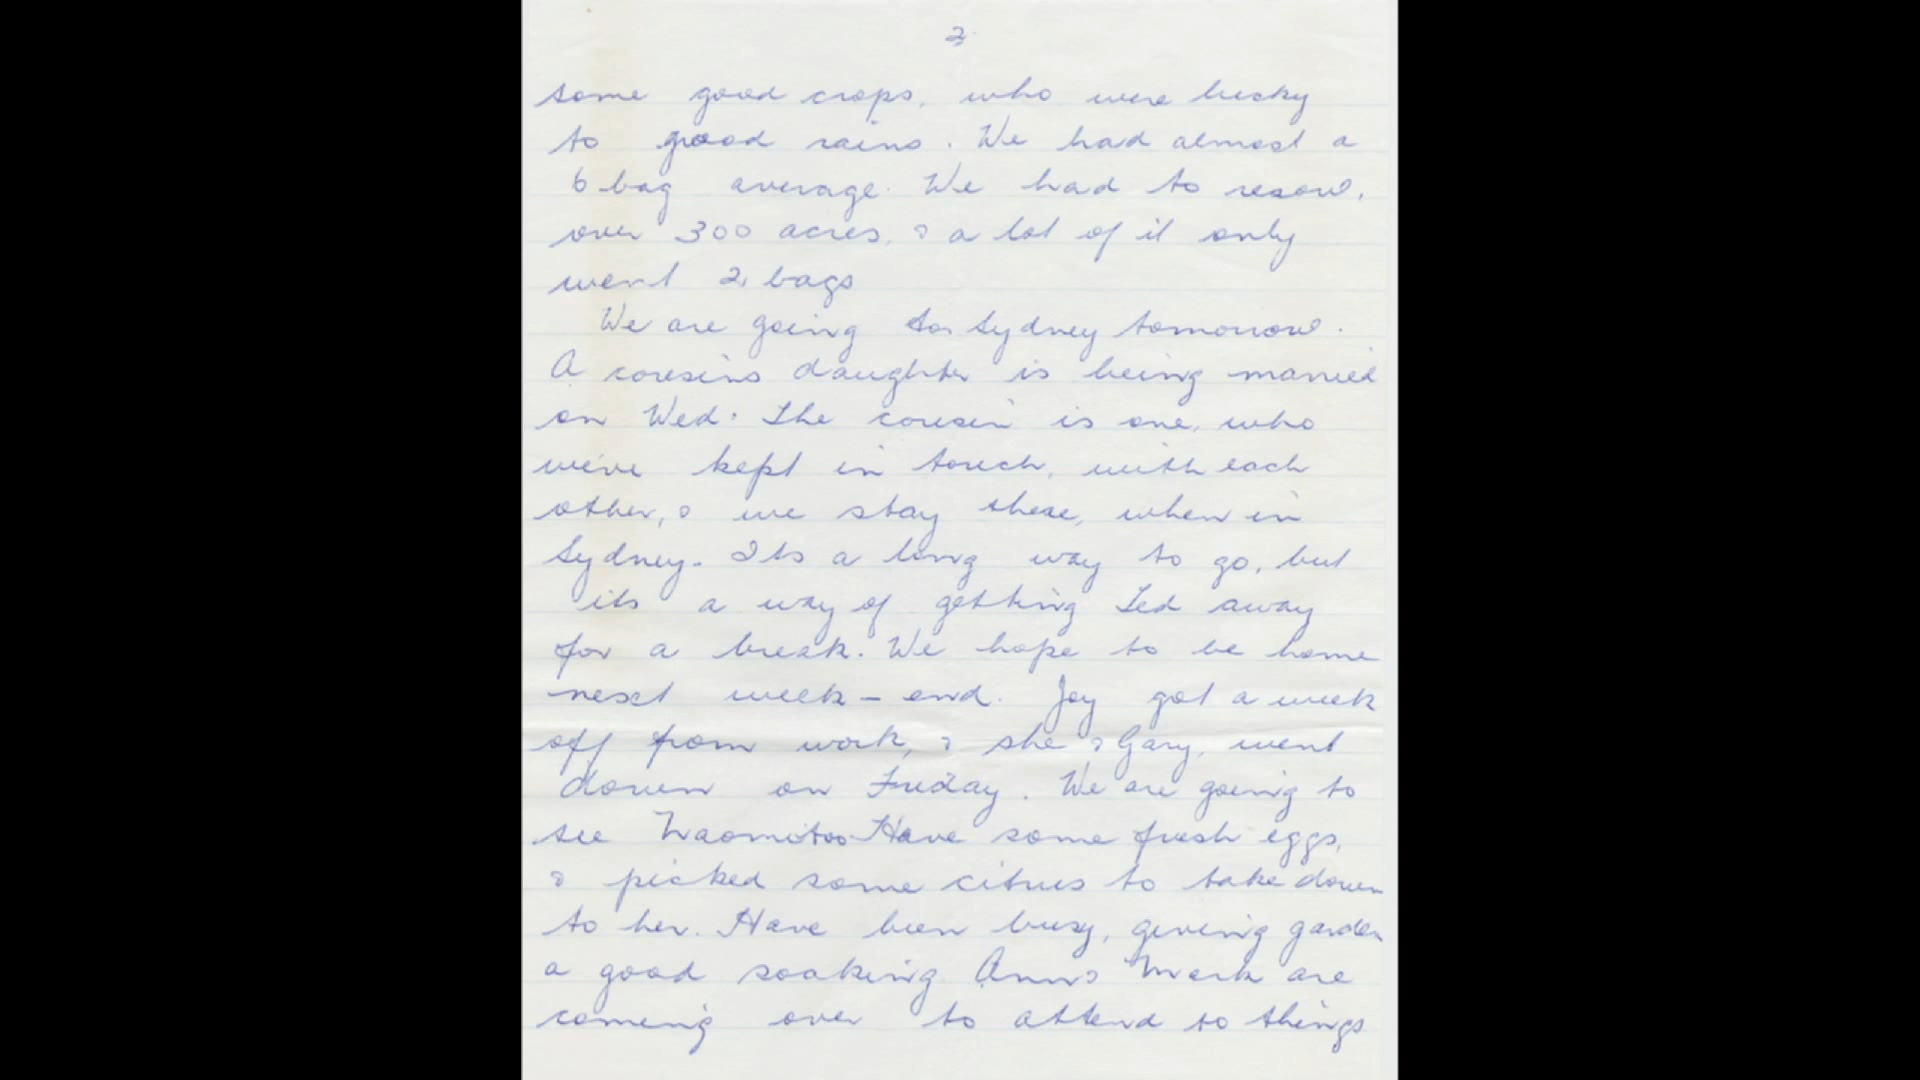 2
some good crops, who were lucky
to good rains. We had almost a
6 bag average. We had to resow,
over 300 acres, & a lot of it only
went 2 bags
We are going to Sydney tomorrow.
A cousins daughter is being married
on Wed. The cousin is one, who
we've kept in touch, with each
other, & we stay there, when in
Sydney. Its a long way to go, but
its a way of getting Ted away
for a break. We hope to be home
next week-end. Joy got a week
off from work, & she & Gary, went
down on Friday. We are going to
see Naomi too. Have some fresh eggs,
& picked some citrus to take down
to her. Have been busy, giving garden
a good soaking. Ann & Mark are
coming over to attend to things